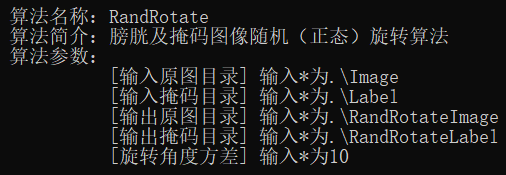 算法名称: RandRotate
算法简介: 膀胱及掩码图像随机（正态）旋转算法
算法参数:
[输入原图目录] 输入*为.\Image
[输入掩码目录] 输入*为.\Label
[输出原图目录] 输入*为.\RandRotateImage
[输出掩码目录] 输入*为.\RandRotateLabel
[旋转角度方差] 输入*为10